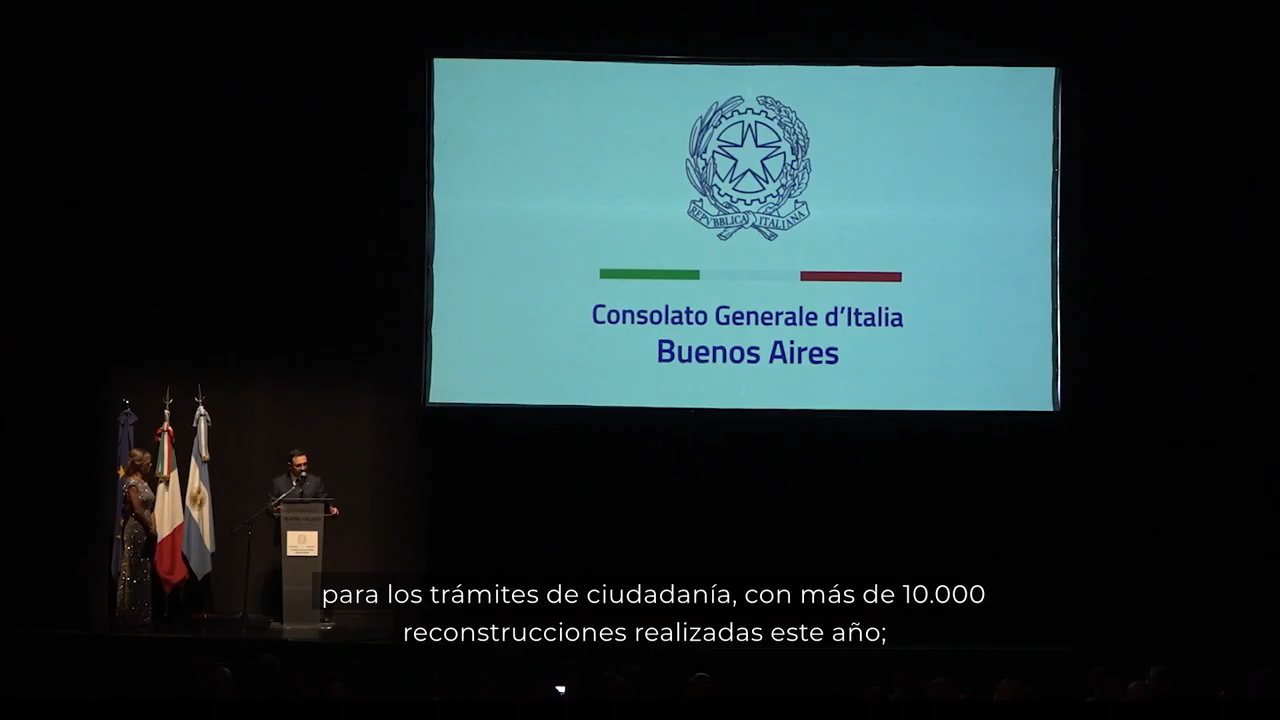 REPVBBLICA ITALIANA
Consolato Generale d'Italia
Buenos Aires
para los trámites de ciudadanía, con más de 10.000
reconstrucciones realizadas este año;